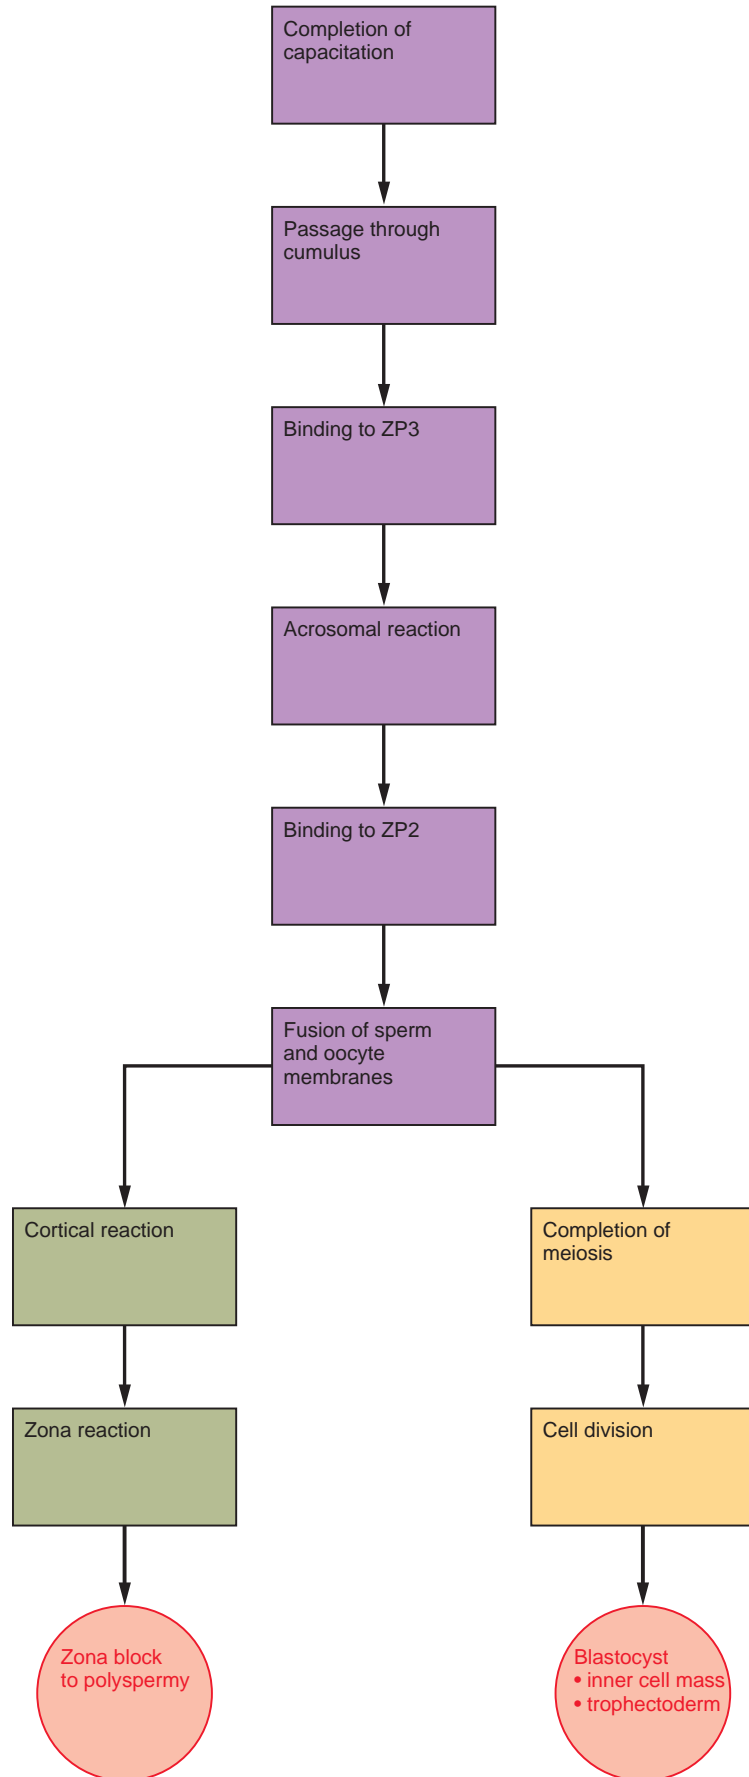 Completion of
capacitation
Passage through
cumulus
Binding to ZP3
Acrosomal reaction
Binding to ZP2
Fusion of sperm
and oocyte
membranes
Cortical reaction
Completion of
meiosis
Zona reaction
Cell division
Zona block
to polyspermy
Blastocyst
• inner cell mass
• trophectoderm